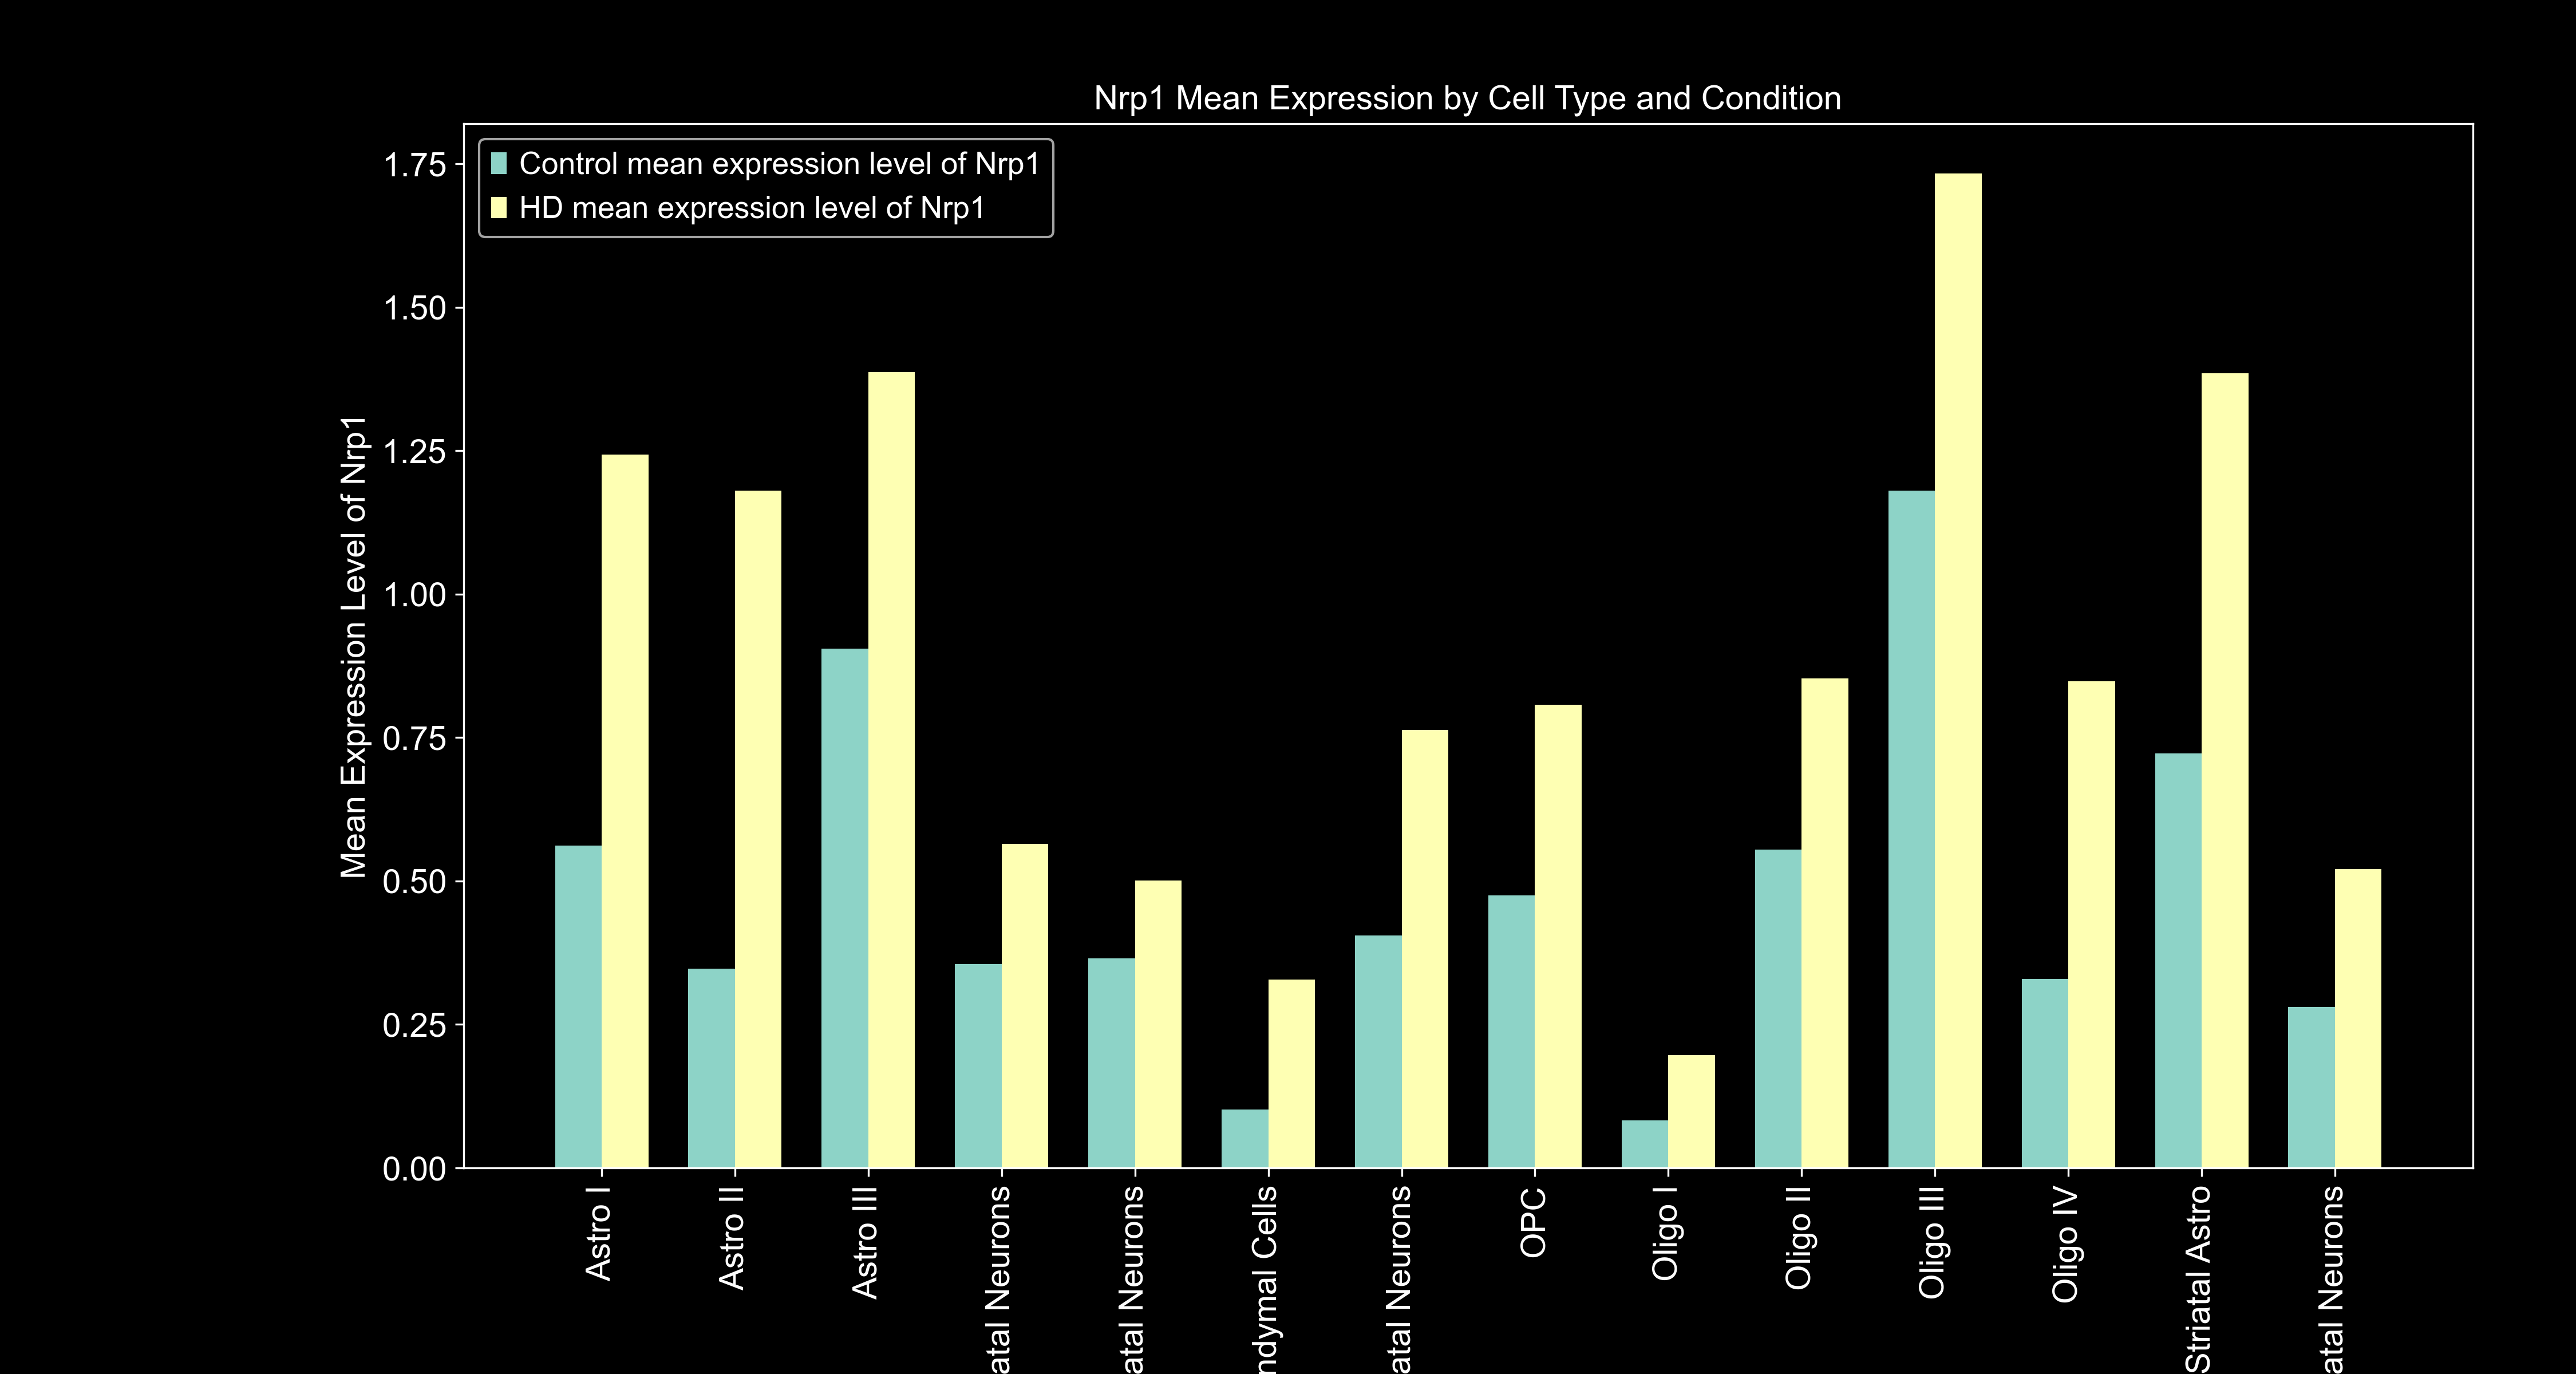 Nrp1 Mean Expression by Cell Type and Condition
Control mean expression level of Nrp1
HD mean expression level of Nrp1
Mean Expression Level of Nrp1
1.75
1.50
1.25
1.00
0.75
0.50
0.25
0.00
Astro I
Astro II
Astro III
atal Neurons
atal Neurons
ndymal Cells
atal Neurons
OPC
Oligo I
Oligo II
Oligo III
Oligo IV
Striatal Astro
atal Neurons